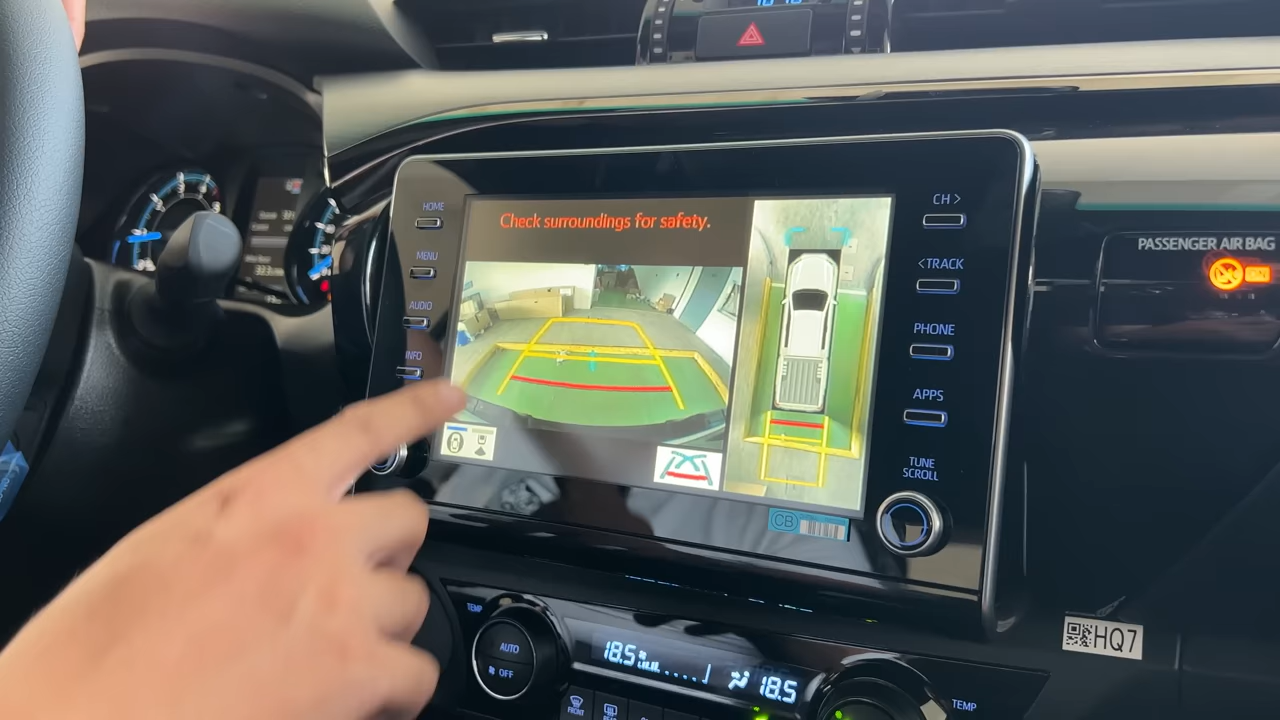 HOME
MENU
AUDIO
INFO
Check surroundings for safety.
CH >
< TRACK
PHONE
APPS
TUNE
SCROLL
PASSENGER AIR BAG
CB
HQ7
TEMP
AUTO
OFF
18.5
18.5
TEMP
FRONT